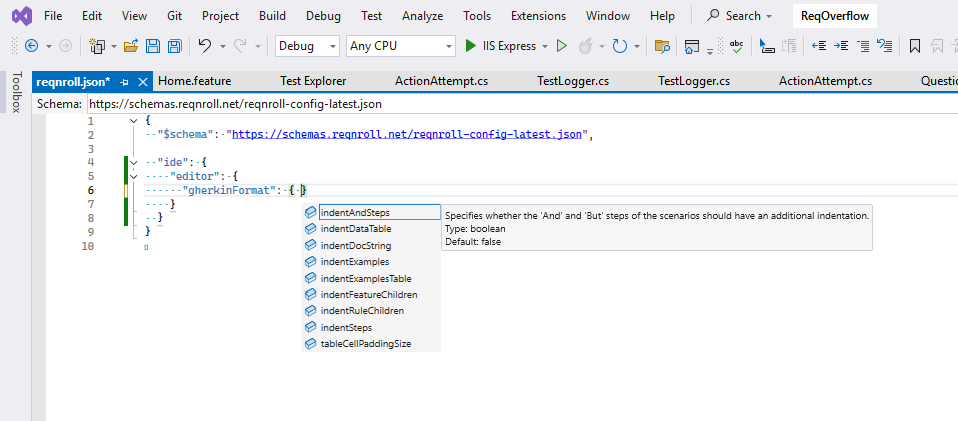 File Edit View Git Project Build Debug Test Analyze Tools Extensions Window Help Search ReqOverflow
Debug Any CPU IIS Express
reqnroll.json* Home.feature Test Explorer ActionAttempt.cs TestLogger.cs TestLogger.cs ActionAttempt.cs Questi
Toolbox
Schema: https://schemas.reqnroll.net/reqnroll-config-latest.json
1 {
2 "$schema": "https://schemas.reqnroll.net/reqnroll-config-latest.json",
3
4 "ide": {
5 "editor": {
6 "gherkinFormat": { }
7 }
8 }
9 }
10
indentAndSteps
indentDataTable
indentDocString
indentExamples
indentExamplesTable
indentFeatureChildren
indentRuleChildren
indentSteps
tableCellPaddingSize
Specifies whether the 'And' and 'But' steps of the scenarios should have an additional indentation.
Type: boolean
Default: false